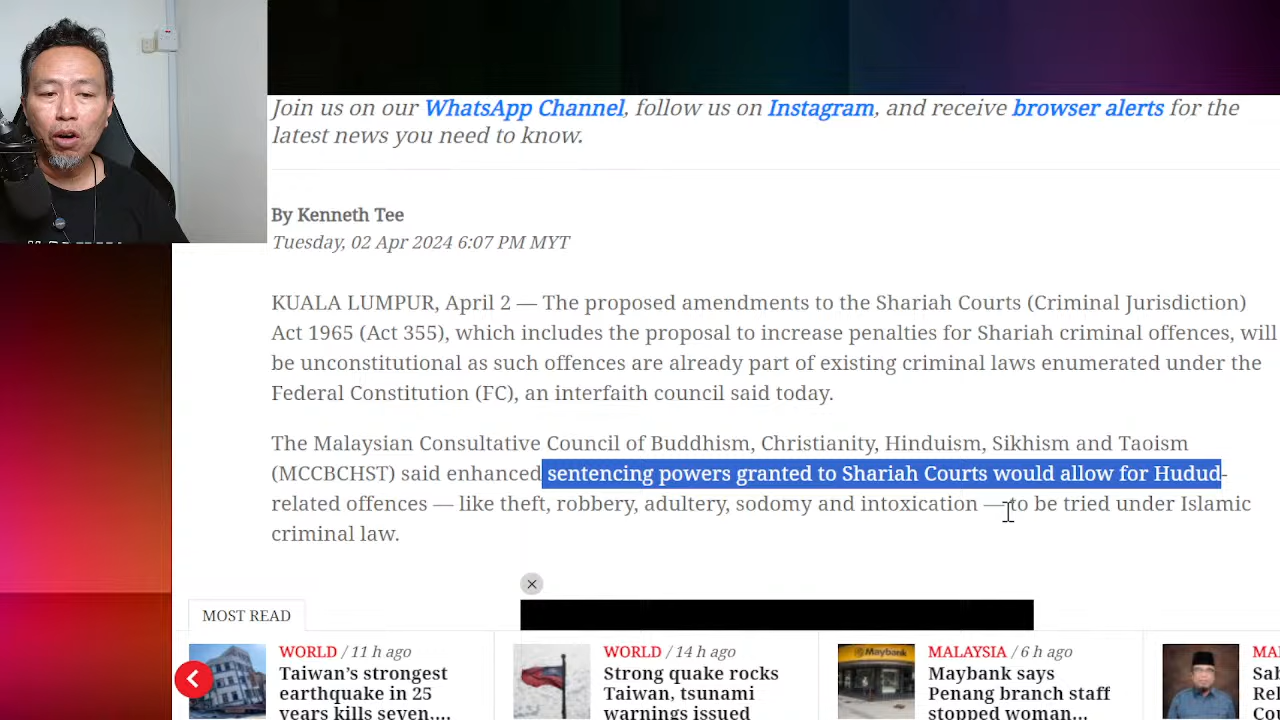 Join us on our WhatsApp Channel, follow us on Instagram, and receive browser alerts for the
latest news you need to know.
By Kenneth Tee
Tuesday, 02 Apr 2024 6:07 PM MYT
KUALA LUMPUR, April 2 — The proposed amendments to the Shariah Courts (Criminal Jurisdiction)
Act 1965 (Act 355), which includes the proposal to increase penalties for Shariah criminal offences, will
be unconstitutional as such offences are already part of existing criminal laws enumerated under the
Federal Constitution (FC), an interfaith council said today.
The Malaysian Consultative Council of Buddhism, Christianity, Hinduism, Sikhism and Taoism
(MCCBCHST) said enhanced sentencing powers granted to Shariah Courts would allow for Hudud-
related offences — like theft, robbery, adultery, sodomy and intoxication — to be tried under Islamic
criminal law.
MOST READ
WORLD / 11 h ago
Taiwan's strongest
earthquake in 25
years kills seven,...
WORLD / 14 h ago
Strong quake rocks
Taiwan, tsunami
warnings issued
Maybank
MALAYSIA / 6 h ago
Maybank says
Penang branch staff
stopped woman...